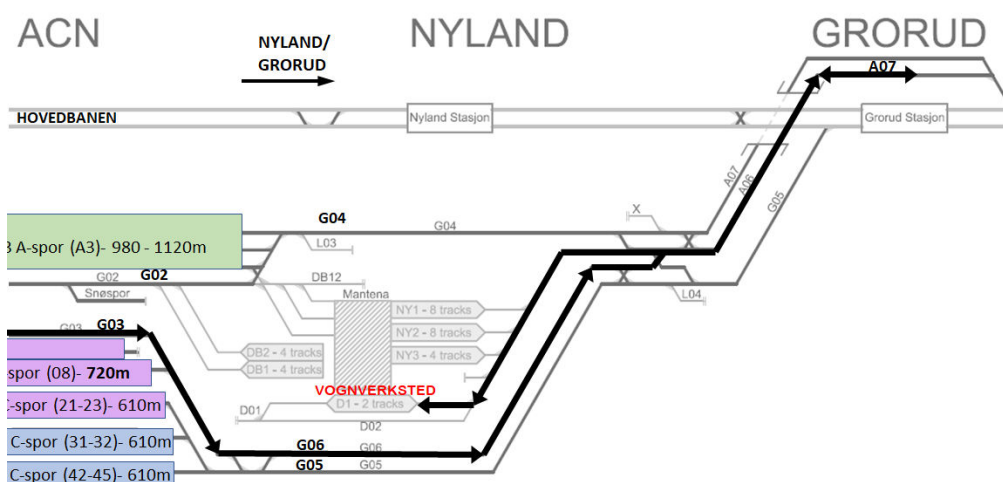 ACN
NYLAND
GRORUD
NYLAND/
GRORUD
A07
HOVEDBANEN
Nyland Stasjon
Grorud Stasjon
A07
A06
G05
X
G04
G04
3 A-spor (A3)- 980 - 1120m
L03
G02
G02
DB12
Snøspor
Mantena
L04
NY1 - 8 tracks
G03
G03
NY2 - 8 tracks
DB2 - 4 tracks
NY3 - 4 tracks
spor (08)- 720m
DB1 - 4 tracks
VOGNVERKSTED
C-spor (21-23)- 610m
D01
D1 - 2 tracks
D02
C-spor (31-32)- 610m
G06
G06
G05
G05
C-spor (42-45)- 610m